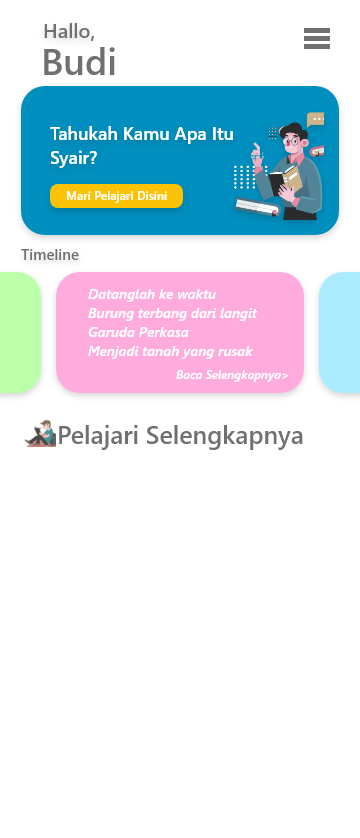 Hallo,
Budi
Tahukah Kamu Apa Itu
Syair?
Mari Pelajari Disini
Timeline
Datanglah ke waktu
Burung terbang dari langit
Garuda Perkasa
Menjadi tanah yang rusak
Baca Selengkapnya>
Pelajari Selengkapnya